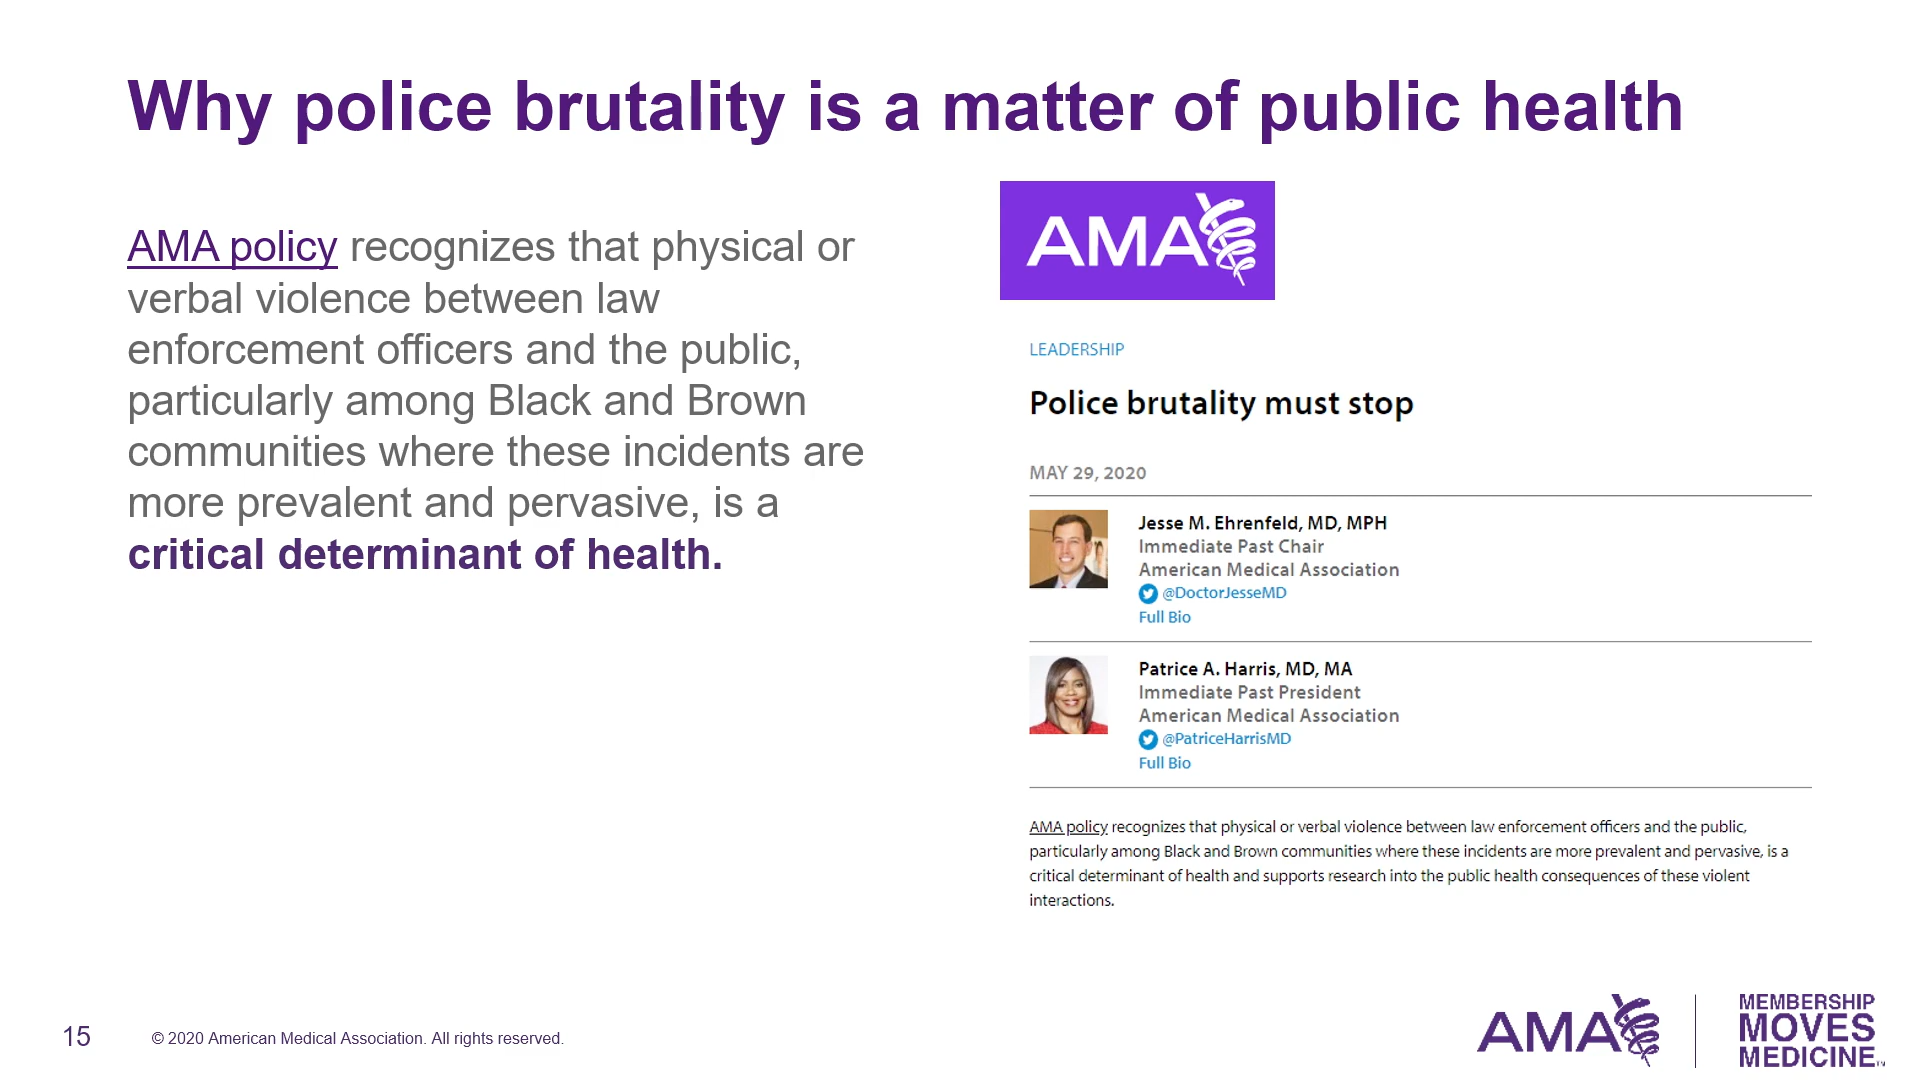 Why police brutality is a matter of public health
AMA policy recognizes that physical or
verbal violence between law
enforcement officers and the public,
particularly among Black and Brown
communities where these incidents are
more prevalent and pervasive, is a
critical determinant of health.
AMA
LEADERSHIP
Police brutality must stop
MAY 29, 2020
Jesse M. Ehrenfeld, MD, MPH
Immediate Past Chair
American Medical Association
@DoctorJesseMD
Full Bio
Patrice A. Harris, MD, MA
Immediate Past President
American Medical Association
@PatriceHarrisMD
Full Bio
AMA policy recognizes that physical or verbal violence between law enforcement officers and the public,
particularly among Black and Brown communities where these incidents are more prevalent and pervasive, is a
critical determinant of health and supports research into the public health consequences of these violent
interactions.
15
© 2020 American Medical Association. All rights reserved.
AMA
MEMBERSHIP
MOVES
MEDICINE™